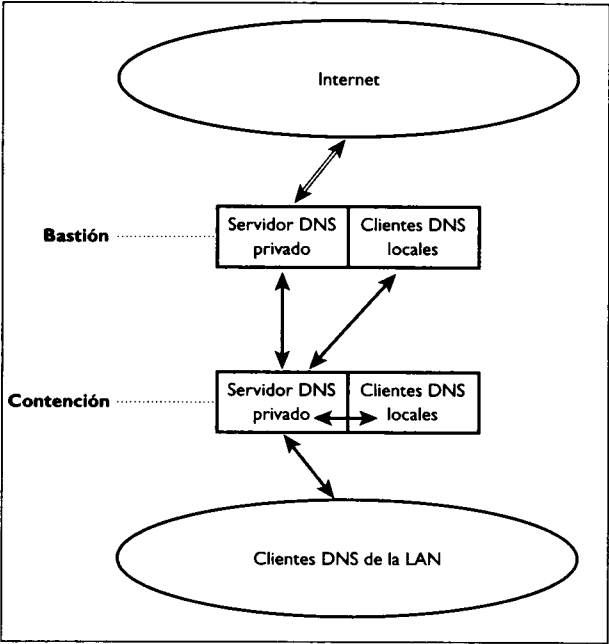 Internet
Bastión
Servidor DNS
privado
Clientes DNS
locales
Contención
Servidor DNS
privado
Clientes DNS
locales
Clientes DNS de la LAN